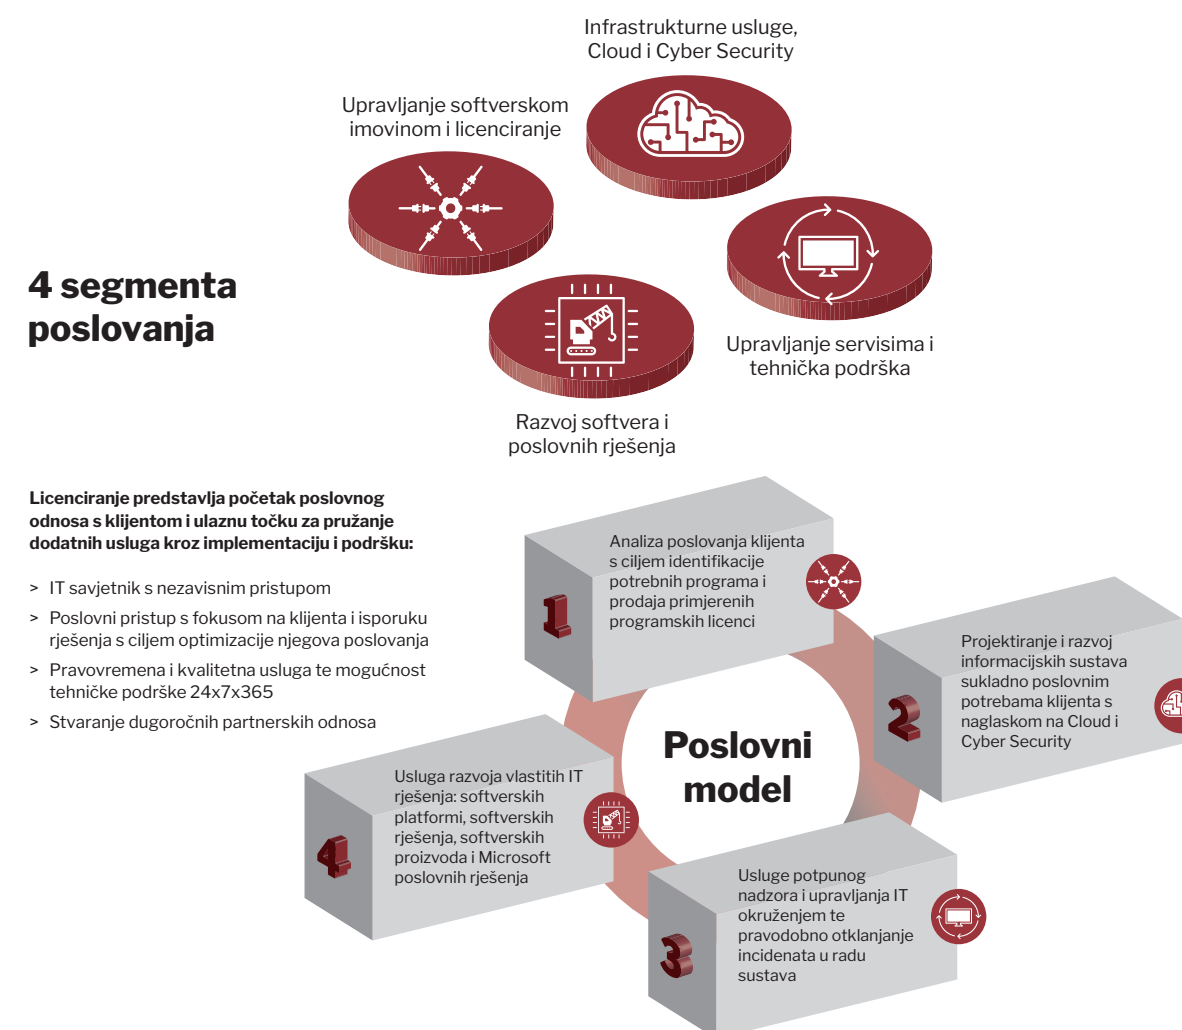 Infrastrukturne usluge,
Cloud i Cyber Security
Upravljanje softverskom
imovinom i licenciranje
4 segmenta
poslovanja
Upravljanje servisima i
tehnička podrška
Razvoj softvera i
poslovnih rješenja
Licenciranje predstavlja početak poslovnog
odnosa s klijentom i ulaznu točku za pružanje
dodatnih usluga kroz implementaciju i podršku:
> IT savjetnik s nezavisnim pristupom
> Poslovni pristup s fokusom na klijenta i isporuku
rješenja s ciljem optimizacije njegova poslovanja
> Pravovremena i kvalitetna usluga te mogućnost
tehničke podrške 24x7x365
> Stvaranje dugoročnih partnerskih odnosa
Poslovni
model
1
Analiza poslovanja klijenta
s ciljem identifikacije
potrebnih programa i
prodaja primjerenih
programskih licenci
2
Projektiranje i razvoj
informacijskih sustava
sukladno poslovnim
potrebama klijenta s
naglaskom na Cloud i
Cyber Security
3
Usluge potpunog
nadzora i upravljanja IT
okruženjem te
pravodobno otklanjanje
incidenata u radu
sustava
4
Usluga razvoja vlastitih IT
rješenja: softverskih
platformi, softverskih
rješenja, softverskih
proizvoda i Microsoft
poslovnih rješenja